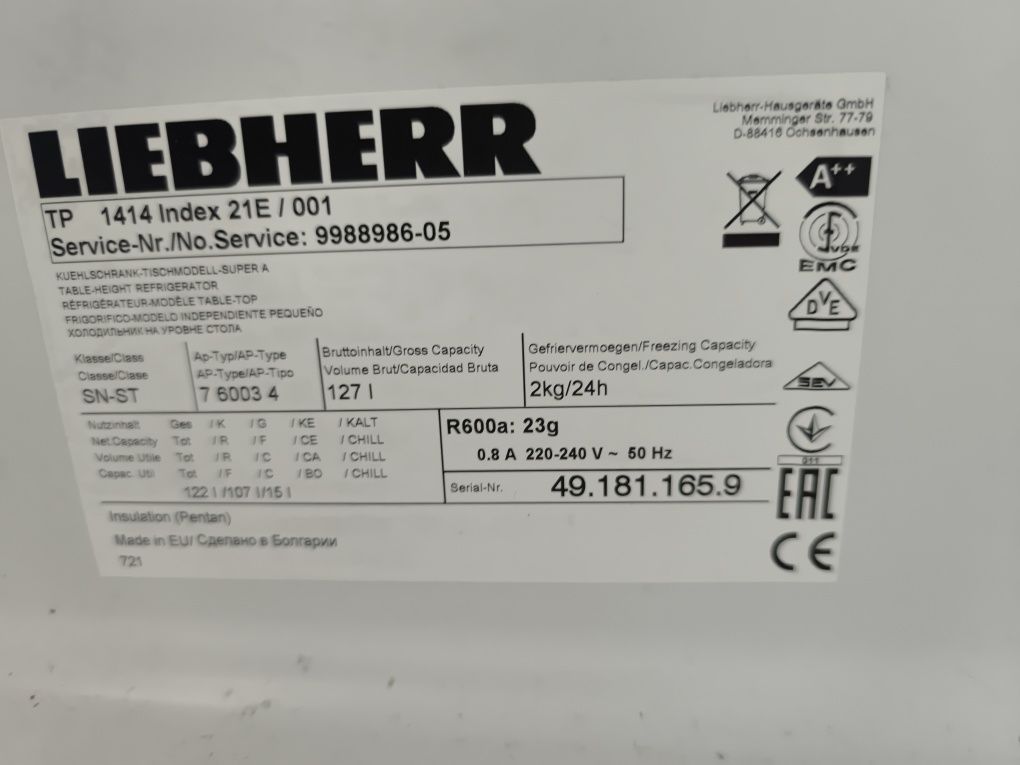 LIEBHERR
Liebherr-Hausgeräte GmbH
Memminger Str. 77-79
D-88416 Ochsenhausen
TP 1414 Index 21E / 001
Service-Nr./No.Service: 9988986-05
A++
VDE
EMC
DVE
SEV
011
EAC
CE
KUEHLSCHRANK-TISCHMODELL-SUPER A
TABLE-HEIGHT REFRIGERATOR
RÉFRIGÉRATEUR-MODÈLE TABLE-TOP
FRIGORIFICO-MODELO INDEPENDIENTE PEQUEÑO
ХОЛОДИЛЬНИК НА УРОВНЕ СТОЛА
Klasse/Class
Classe/Clase
SN-ST
Ap-Typ/AP-Type
AP-Type/AP-Tipo
7 6003 4
Bruttoinhalt/Gross Capacity
Volume Brut/Capacidad Bruta
127 l
Gefriervermoegen/Freezing Capacity
Pouvoir de Congel./Capac.Congeladora
2kg/24h
Nutzinhalt Ges /K /G /KE /KALT
Net.Capacity Tot /R /F /CE /CHILL
Volume Utile Tot /R /C /CA /CHILL
Capac. Util Tot /F /C /BO /CHILL
122 l /107 l/15 l
R600a: 23g
0.8 A 220-240 V ~ 50 Hz
Serial-Nr. 49.181.165.9
Insulation (Pentan)
Made in EU/ Сделано в Болгарии
721